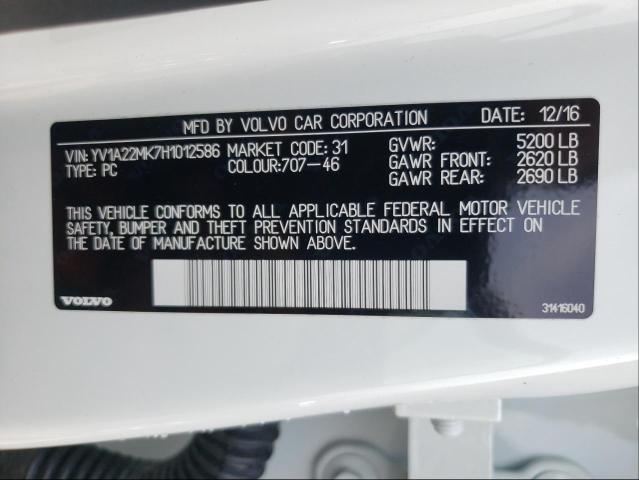 MFD BY VOLVO CAR CORPORATION DATE: 12/16
VIN: YV1A22MK7H1012586 MARKET CODE: 31 GVWR: 5200 LB
TYPE: PC COLOUR:707-46 GAWR FRONT: 2620 LB
GAWR REAR: 2690 LB
THIS VEHICLE CONFORMS TO ALL APPLICABLE FEDERAL MOTOR VEHICLE
SAFETY, BUMPER AND THEFT PREVENTION STANDARDS IN EFFECT ON
THE DATE OF MANUFACTURE SHOWN ABOVE.
VOLVO 31416040